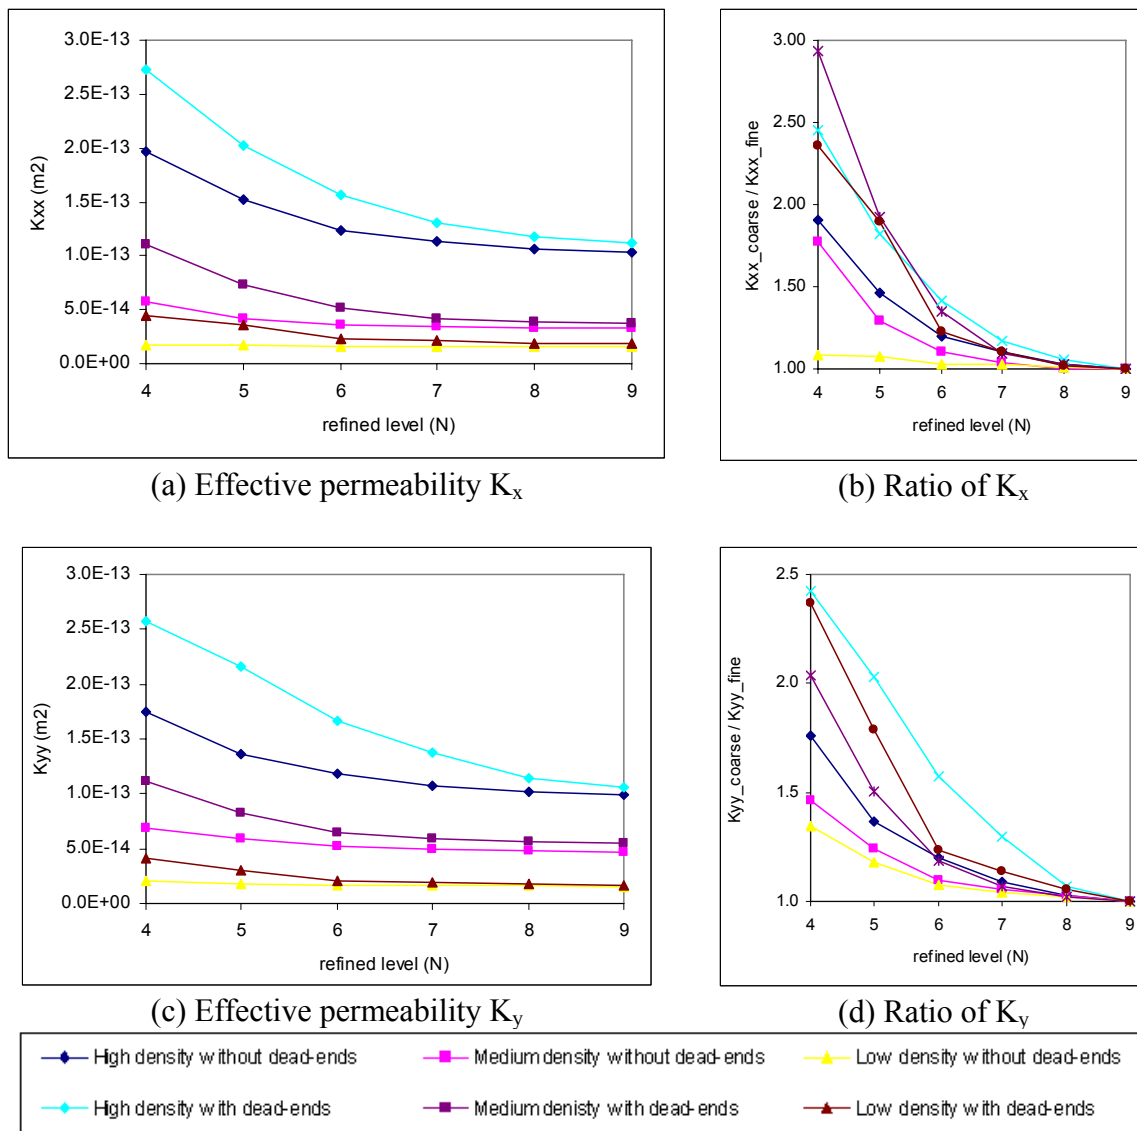 3.0E-13
2.5E-13
2.0E-13
1.5E-13
1.0E-13
5.0E-14
0.0E+00
Kxx (m2)
4 5 6 7 8 9
refined level (N)
(a) Effective permeability Kx
3.00
2.50
2.00
1.50
1.00
Kxx_coarse / Kxx_fine
4 5 6 7 8 9
refined level (N)
(b) Ratio of Kx
3.0E-13
2.5E-13
2.0E-13
1.5E-13
1.0E-13
5.0E-14
0.0E+00
Kyy (m2)
4 5 6 7 8 9
refined level (N)
(c) Effective permeability Ky
2.5
2.0
1.5
1.0
Kyy_coarse / Kyy_fine
4 5 6 7 8 9
refined level (N)
(d) Ratio of Ky
High density without dead-ends
Medium density without dead-ends
Low density without dead-ends
High density with dead-ends
Medium denisty with dead-ends
Low density with dead-ends